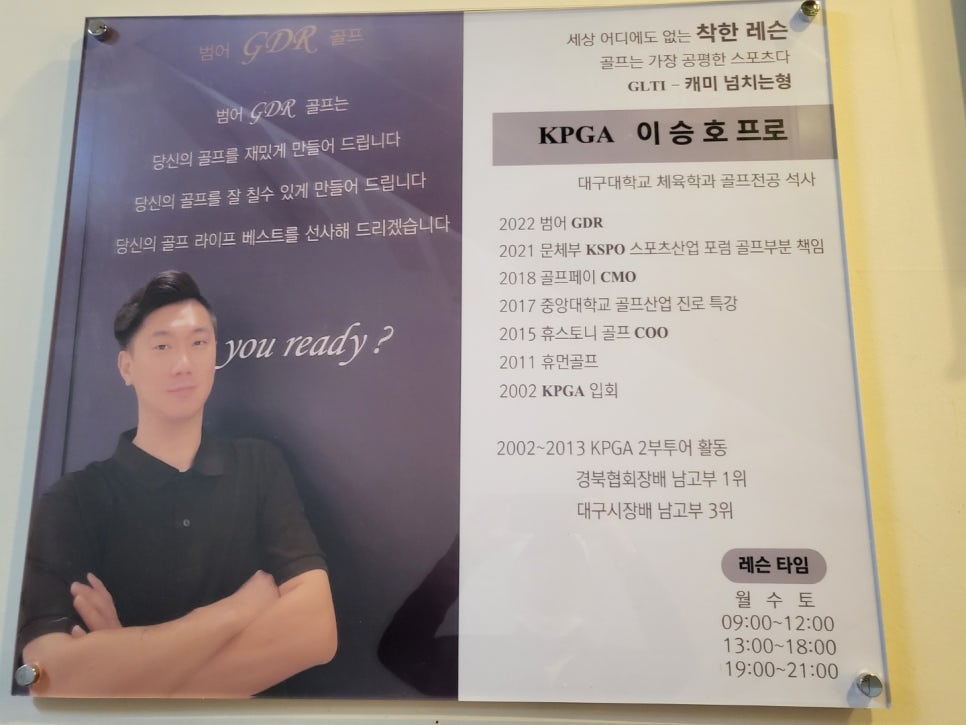 범어 GDR 골프
범어 GDR 골프는
당신의 골프를 재밌게 만들어 드립니다
당신의 골프를 잘 칠수 있게 만들어 드립니다
당신의 골프 라이프 베스트를 선사해 드리겠습니다
you ready ?
세상 어디에도 없는 착한 레슨
골프는 가장 공평한 스포츠다
GLTI - 캐미 넘치는형
KPGA 이 승 호 프로
대구대학교 체육학과 골프전공 석사
2022 범어 GDR
2021 문체부 KSPO 스포츠산업 포럼 골프부분 책임
2018 골프페이 CMO
2017 중앙대학교 골프산업 진로 특강
2015 휴스토니 골프 COO
2011 휴먼골프
2002 KPGA 입회
2002~2013 KPGA 2부투어 활동
경북협회장배 남고부 1위
대구시장배 남고부 3위
레슨 타임
월 수 토
09:00~12:00
13:00~18:00
19:00~21:00